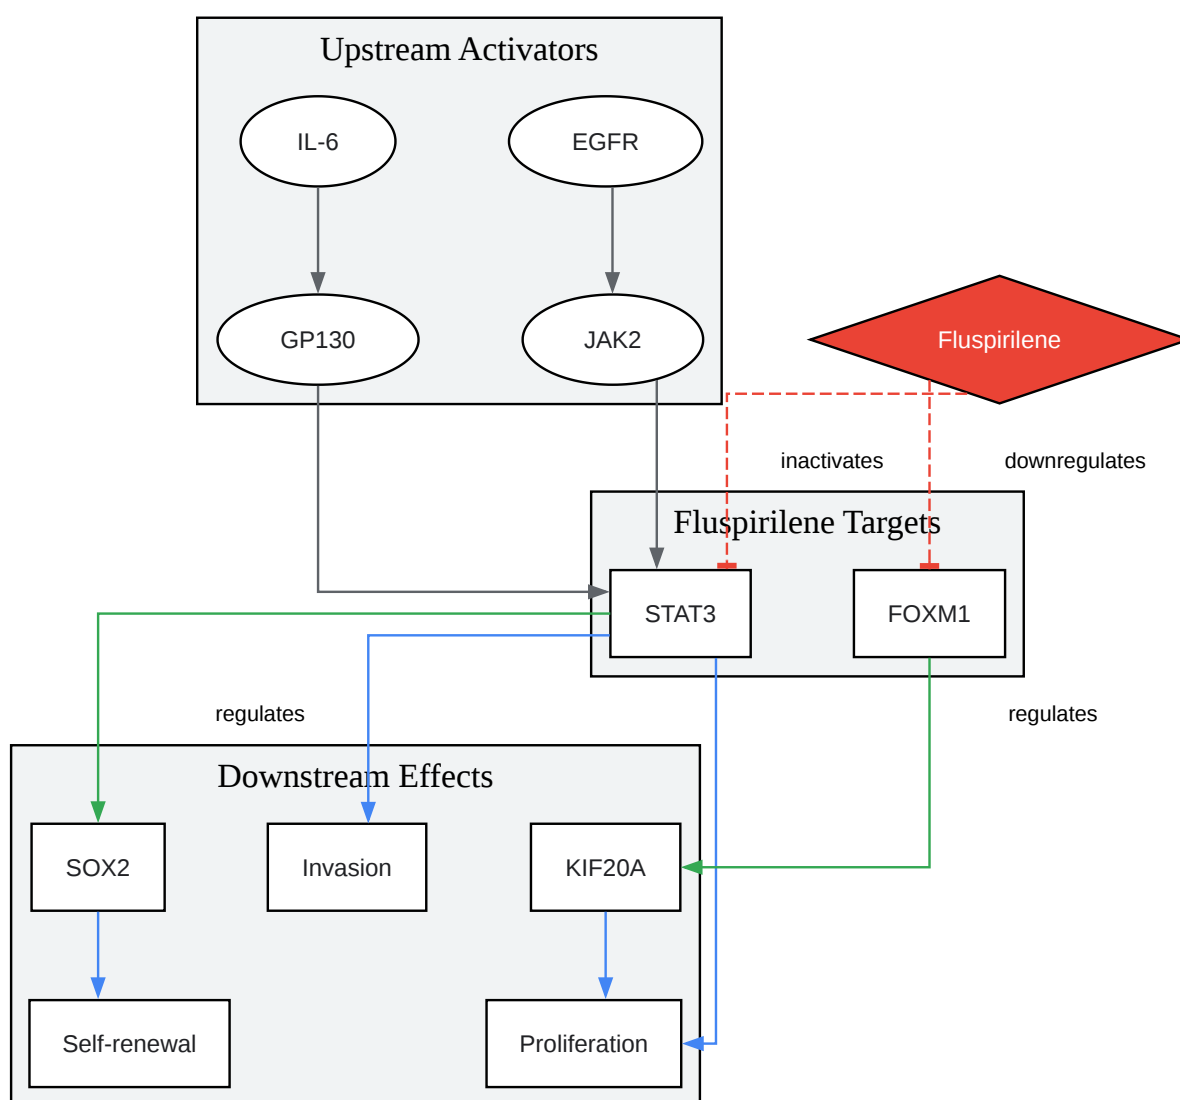 Upstream Activators
IL-6
EGFR
GP130
JAK2
Fluspirilene
inactivates
downregulates
Fluspirilene Targets
STAT3
FOXM1
regulates
regulates
Downstream Effects
SOX2
Invasion
KIF20A
Self-renewal
Proliferation